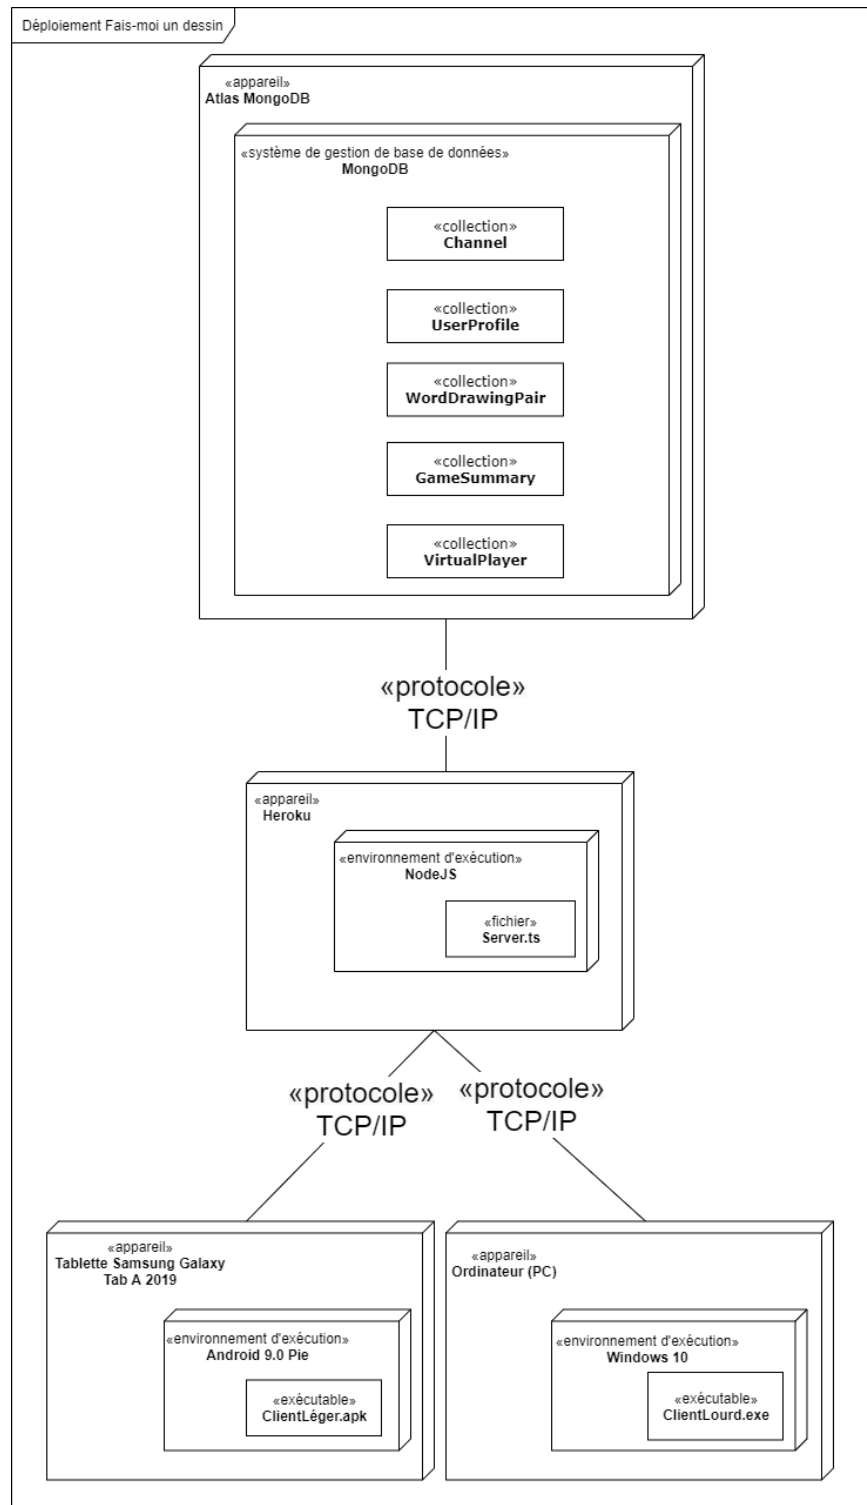 Déploiement Fais-moi un dessin
«appareil»
Atlas MongoDB
«système de gestion de base de données»
MongoDB
«collection»
Channel
«collection»
UserProfile
«collection»
WordDrawingPair
«collection»
GameSummary
«collection»
VirtualPlayer
«protocole»
TCP/IP
«appareil»
Heroku
«environnement d'exécution»
NodeJS
«fichier»
Server.ts
«protocole»
TCP/IP
«protocole»
TCP/IP
«appareil»
Tablette Samsung Galaxy
Tab A 2019
«environnement d'exécution»
Android 9.0 Pie
«exécutable»
ClientLéger.apk
«appareil»
Ordinateur (PC)
«environnement d'exécution»
Windows 10
«exécutable»
ClientLourd.exe